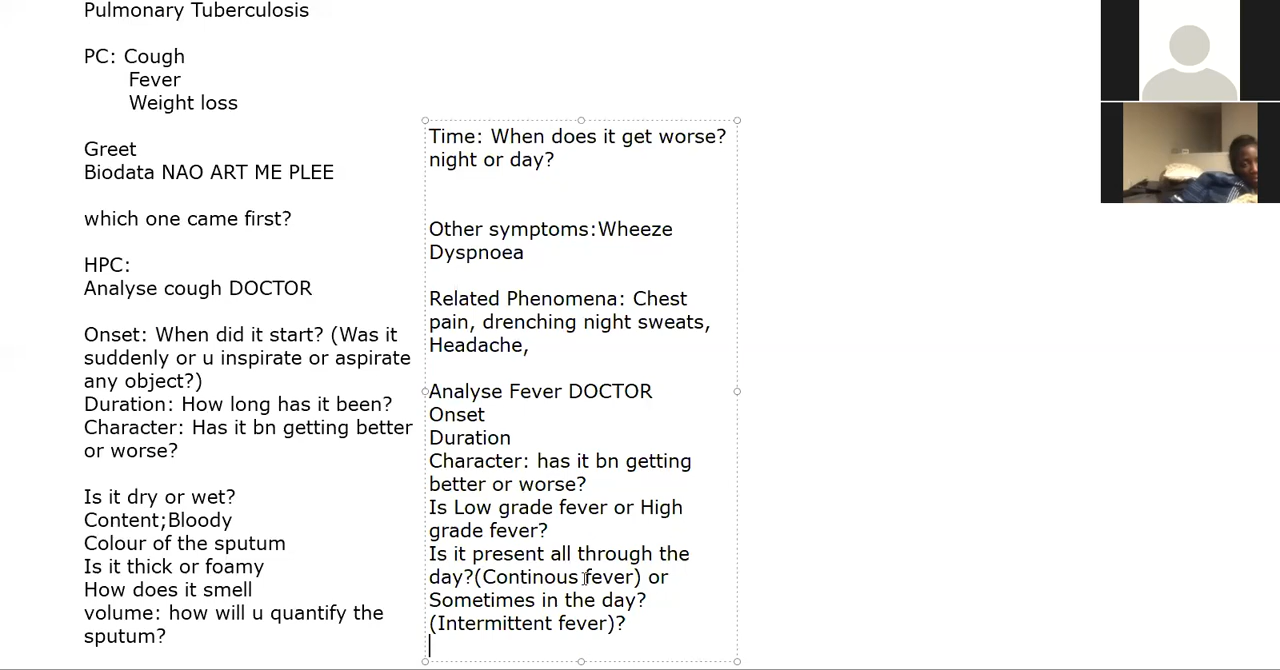 Pulmonary Tuberculosis
PC: Cough
Fever
Weight loss
Greet
Biodata NAO ART ME PLEE
which one came first?
HPC:
Analyse cough DOCTOR
Onset: When did it start? (Was it
suddenly or u inspirate or aspirate
any object?)
Duration: How long has it been?
Character: Has it bn getting better
or worse?
Is it dry or wet?
Content;Bloody
Colour of the sputum
Is it thick or foamy
How does it smell
volume: how will u quantify the
sputum?
Time: When does it get worse?
night or day?
Other symptoms:Wheeze
Dyspnoea
Related Phenomena: Chest
pain, drenching night sweats,
Headache,
Analyse Fever DOCTOR
Onset
Duration
Character: has it bn getting
better or worse?
Is Low grade fever or High
grade fever?
Is it present all through the
day?(Continous fever) or
Sometimes in the day?
(Intermittent fever)?